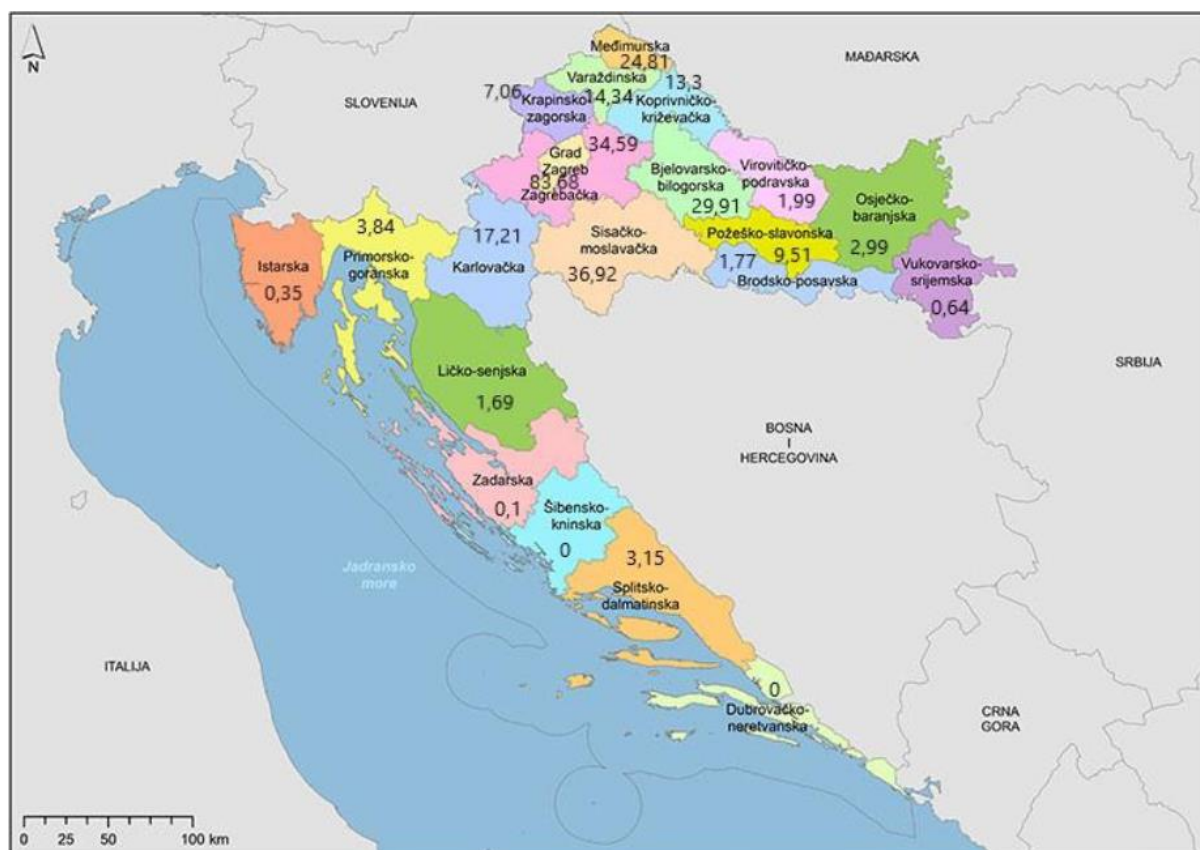 N
SLOVENIJA
MAĐARSKA
Međimurska
24,81
Varaždinska
14,34
13,3
Koprivničko-
križevačka
7,06
Krapinsko-
zagorska
34,59
Grad
Zagreb
83,68
Zagrebačka
Bjelovarsko-
bilogorska
29,91
Virovitičko-
podravska
1,99
Osječko-
baranjska
2,99
Požeško-slavonska
9,51
1,77
Brodsko-posavska
Vukovarsko-
srijemska
0,64
Sisačko-
moslavačka
36,92
17,21
Karlovačka
3,84
Primorsko-
goranska
Istarska
0,35
Ličko-senjska
1,69
Zadarska
0,1
Šibensko-
kninska
0
3,15
Splitsko-
dalmatinska
0
Dubrovačko-
neretvanska
BOSNA
I
HERCEGOVINA
SRBIJA
CRNA
GORA
Jadransko
more
ITALIJA
0 25 50 100 km